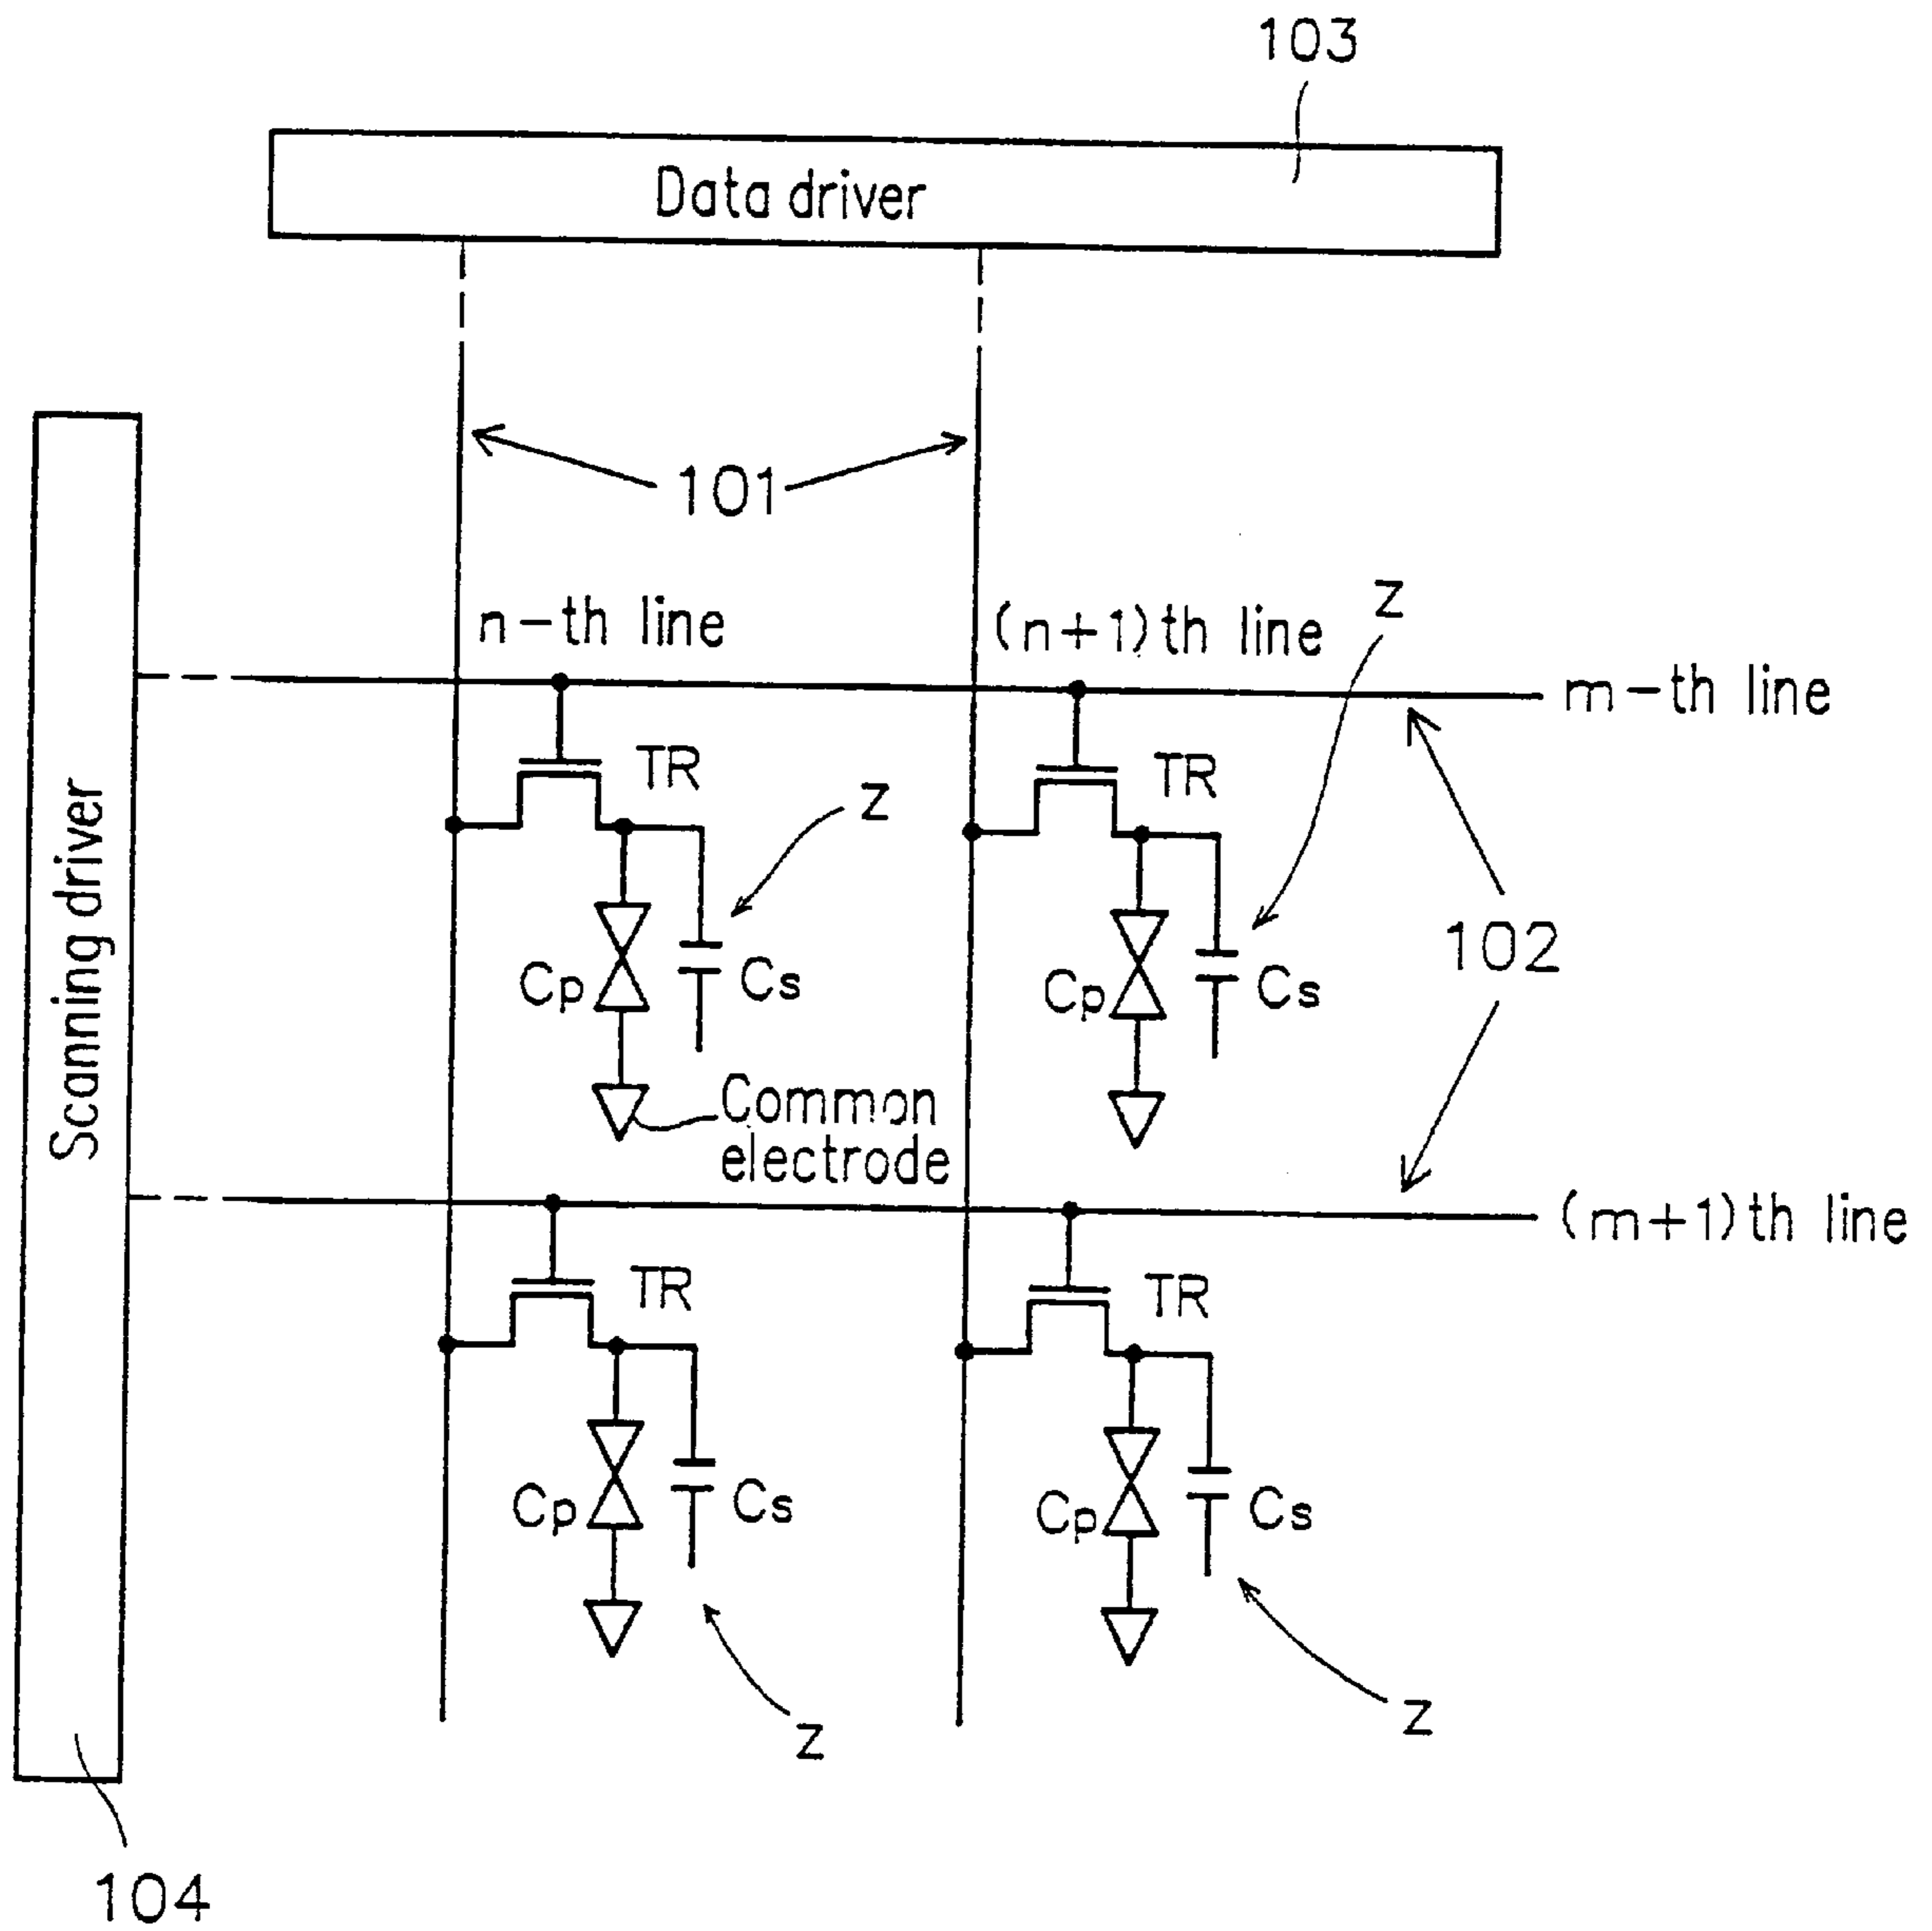 103
Data driver
101
n-th line
(n+1)th line
z
m-th line
TR
TR
z
Scanning driver
102
Cp
Cs
Cp
Cs
Common
electrode
(m+1)th line
TR
TR
Cp
Cs
Cp
Cs
z
z
104